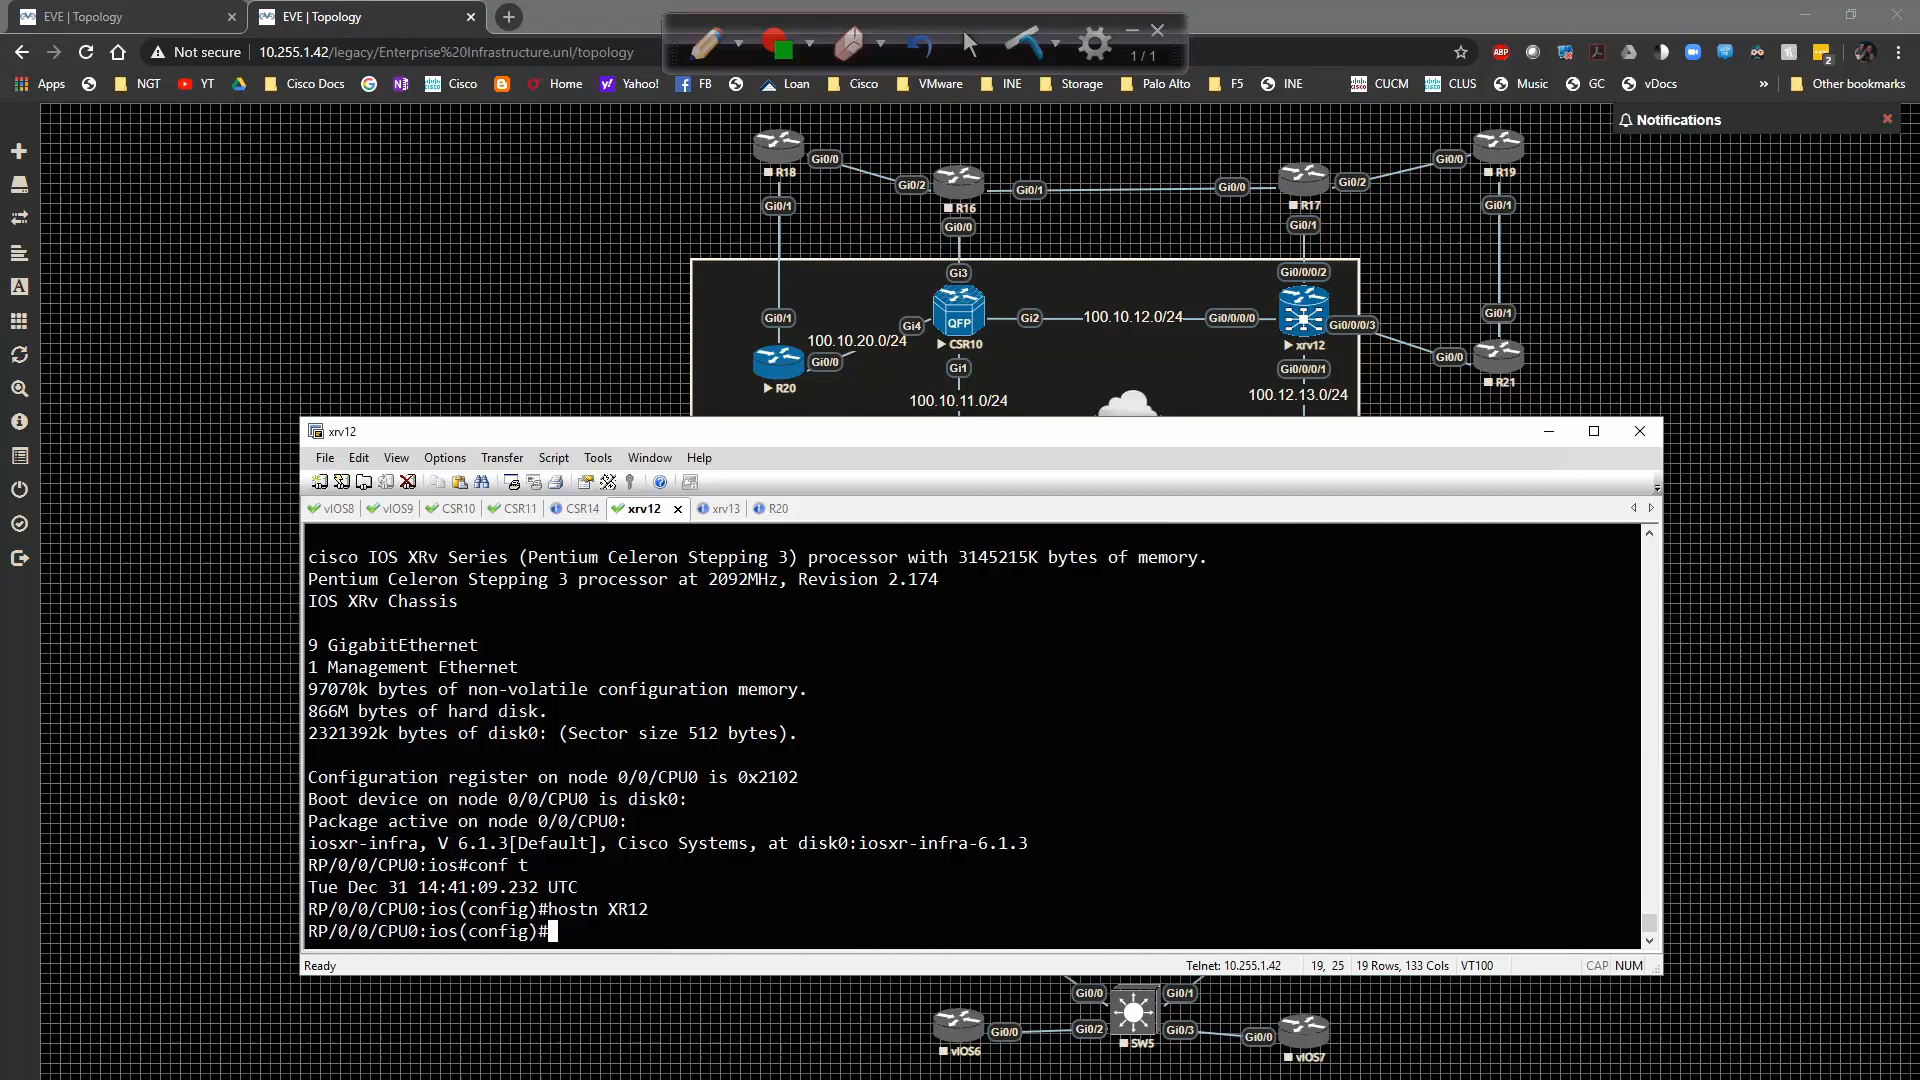 EVE | Topology
EVE | Topology
1 / 1
Not secure
10.255.1.42/legacy/Enterprise%20Infrastructure.unl/topology
Apps
NGT
YT
Cisco Docs
Cisco
Home
Yahoo!
FB
Loan
Cisco
VMware
INE
Storage
Palo Alto
F5
INE
CUCM
CLUS
Music
GC
vDocs
»
Other bookmarks
Notifications
R18
Gi0/0
Gi0/2
R16
Gi0/1
Gi0/0
R17
Gi0/2
Gi0/0
R19
Gi0/1
Gi0/0
Gi0/1
Gi0/1
Gi3
Gi0/0/0/2
Gi0/1
Gi4
QFP
CSR10
Gi2
100.10.12.0/24
Gi0/0/0/0
xrv12
Gi0/0/0/3
Gi0/1
Gi0/0
R21
100.10.20.0/24
R20
Gi0/0
Gi1
Gi0/0/0/1
100.10.11.0/24
100.12.13.0/24
xrv12
File Edit View Options Transfer Script Tools Window Help
vIOS8 vIOS9 CSR10 CSR11 CSR14 xrv12 xrv13 R20
cisco IOS XRv Series (Pentium Celeron Stepping 3) processor with 3145215K bytes of memory.
Pentium Celeron Stepping 3 processor at 2092MHz, Revision 2.174
IOS XRv Chassis
9 GigabitEthernet
1 Management Ethernet
97070k bytes of non-volatile configuration memory.
866M bytes of hard disk.
2321392k bytes of disk0: (Sector size 512 bytes).
Configuration register on node 0/0/CPU0 is 0x2102
Boot device on node 0/0/CPU0 is disk0:
Package active on node 0/0/CPU0:
iosxr-infra, V 6.1.3[Default], Cisco Systems, at disk0:iosxr-infra-6.1.3
RP/0/0/CPU0:ios#conf t
Tue Dec 31 14:41:09.232 UTC
RP/0/0/CPU0:ios(config)#hostn XR12
RP/0/0/CPU0:ios(config)#
Ready
Telnet: 10.255.1.42
19, 25
19 Rows, 133 Cols
VT100
CAP
NUM
Gi0/0
Gi0/1
vIOS6
Gi0/0
Gi0/2
SW5
Gi0/3
Gi0/0
vIOS7